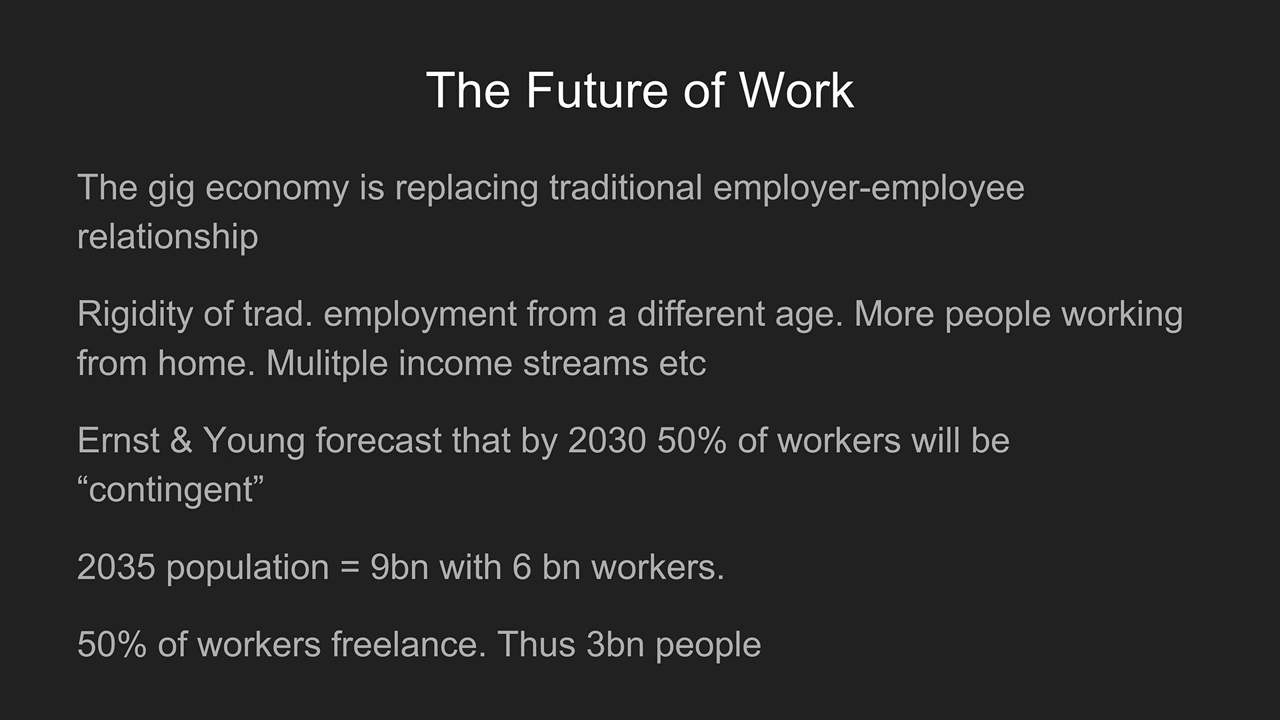 The Future of Work
The gig economy is replacing traditional employer-employee
relationship
Rigidity of trad. employment from a different age. More people working
from home. Mulitple income streams etc
Ernst & Young forecast that by 2030 50% of workers will be
“contingent”
2035 population = 9bn with 6 bn workers.
50% of workers freelance. Thus 3bn people